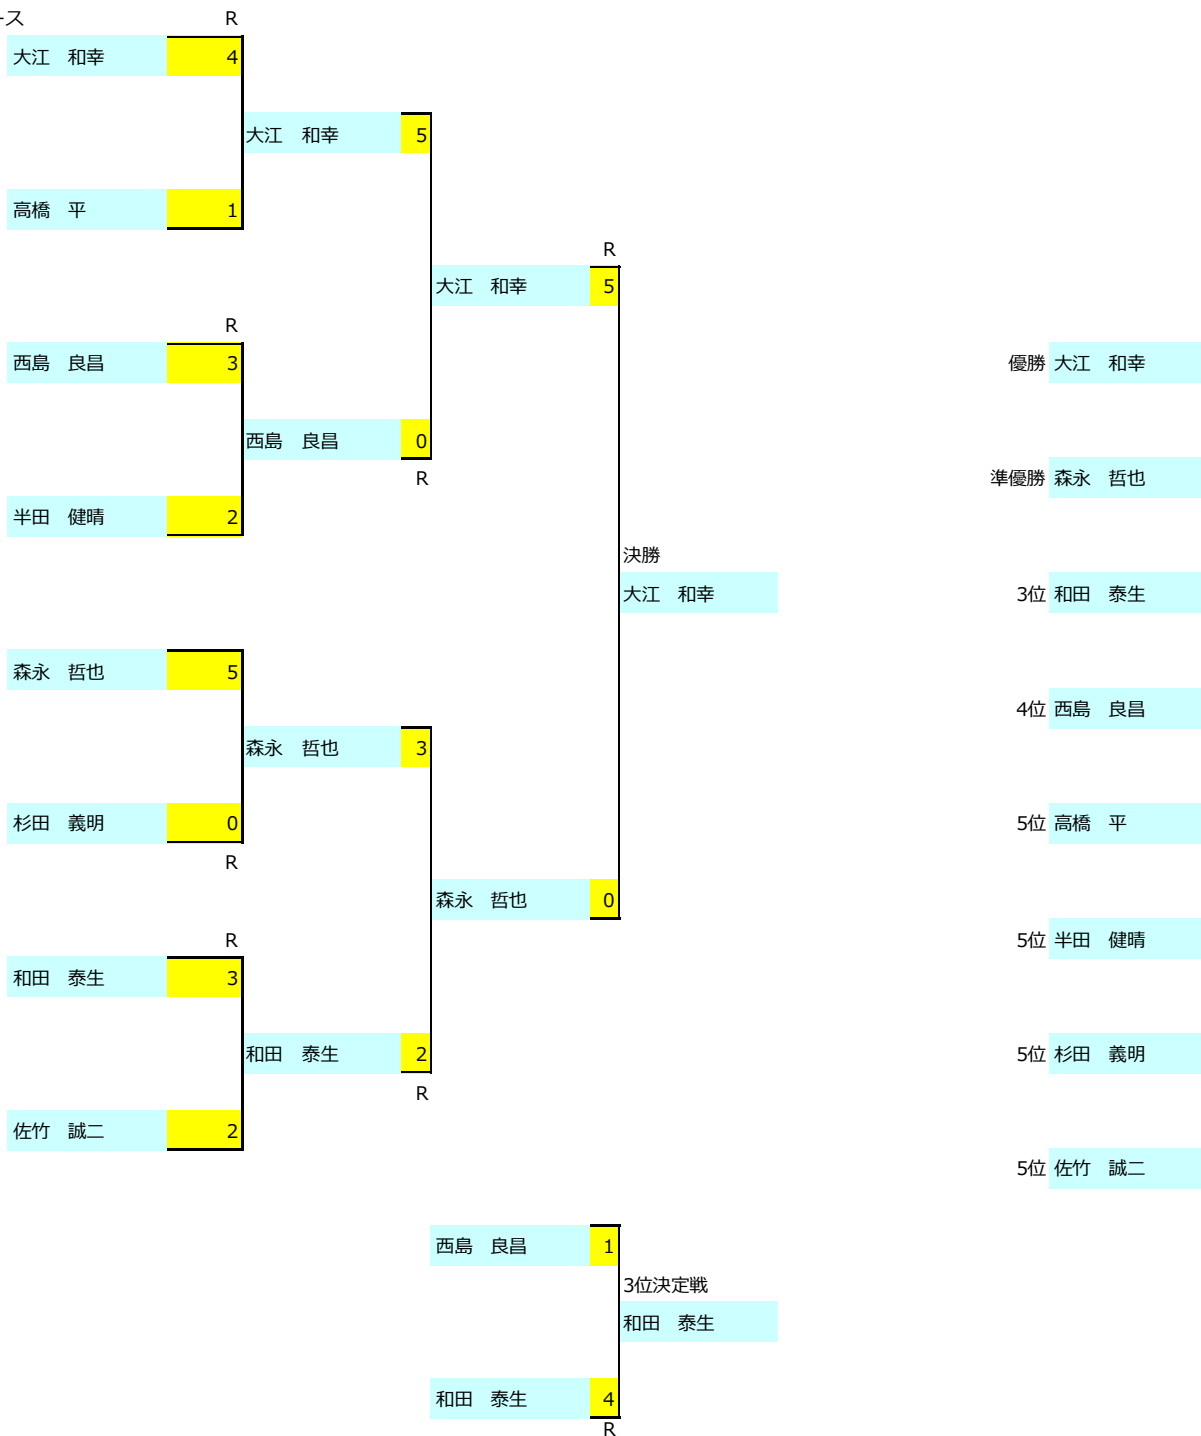 ース R
大江　和幸 4
大江　和幸 5
高橋　平 1
R
大江　和幸 5
R
西島　良昌 3
優勝 大江　和幸
西島　良昌 0
R
準優勝 森永　哲也
半田　健晴 2
決勝
大江　和幸
3位 和田　泰生
森永　哲也 5
4位 西島　良昌
森永　哲也 3
杉田　義明 0
5位 高橋　平
R
森永　哲也 0
R
5位 半田　健晴
和田　泰生 3
和田　泰生 2
5位 杉田　義明
R
佐竹　誠二 2
5位 佐竹　誠二
西島　良昌 1
3位決定戦
和田　泰生
和田　泰生 4
R